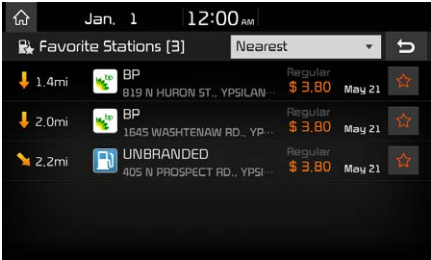 Jan. 1 12:00 AM
Favorite Stations [3] Nearest
1.4mi bp BP Regular
819 N HURON ST., YPSILAN... $ 3.80 May 21
2.0mi bp BP Regular
1645 WASHTENAW RD., YP... $ 3.80 May 21
2.2mi UNBRANDED Regular
405 N PROSPECT RD., YPSI... $ 3.80 May 21